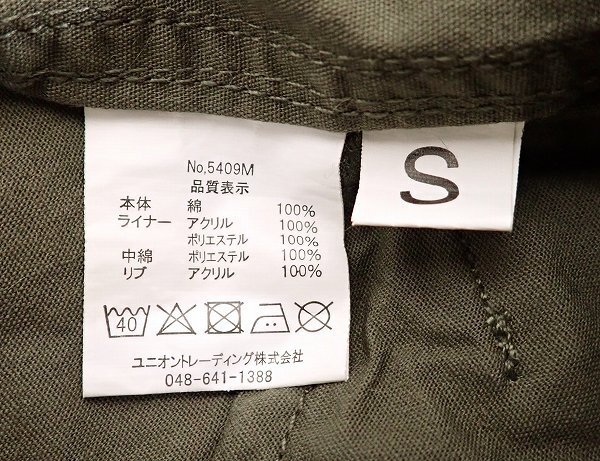 No,5409M
品質表示
本体 綿 100%
ライナー アクリル 100%
ポリエステル 100%
中綿 ポリエステル 100%
リブ アクリル 100%
40
ユニオントレーディング株式会社
048-641-1388
S